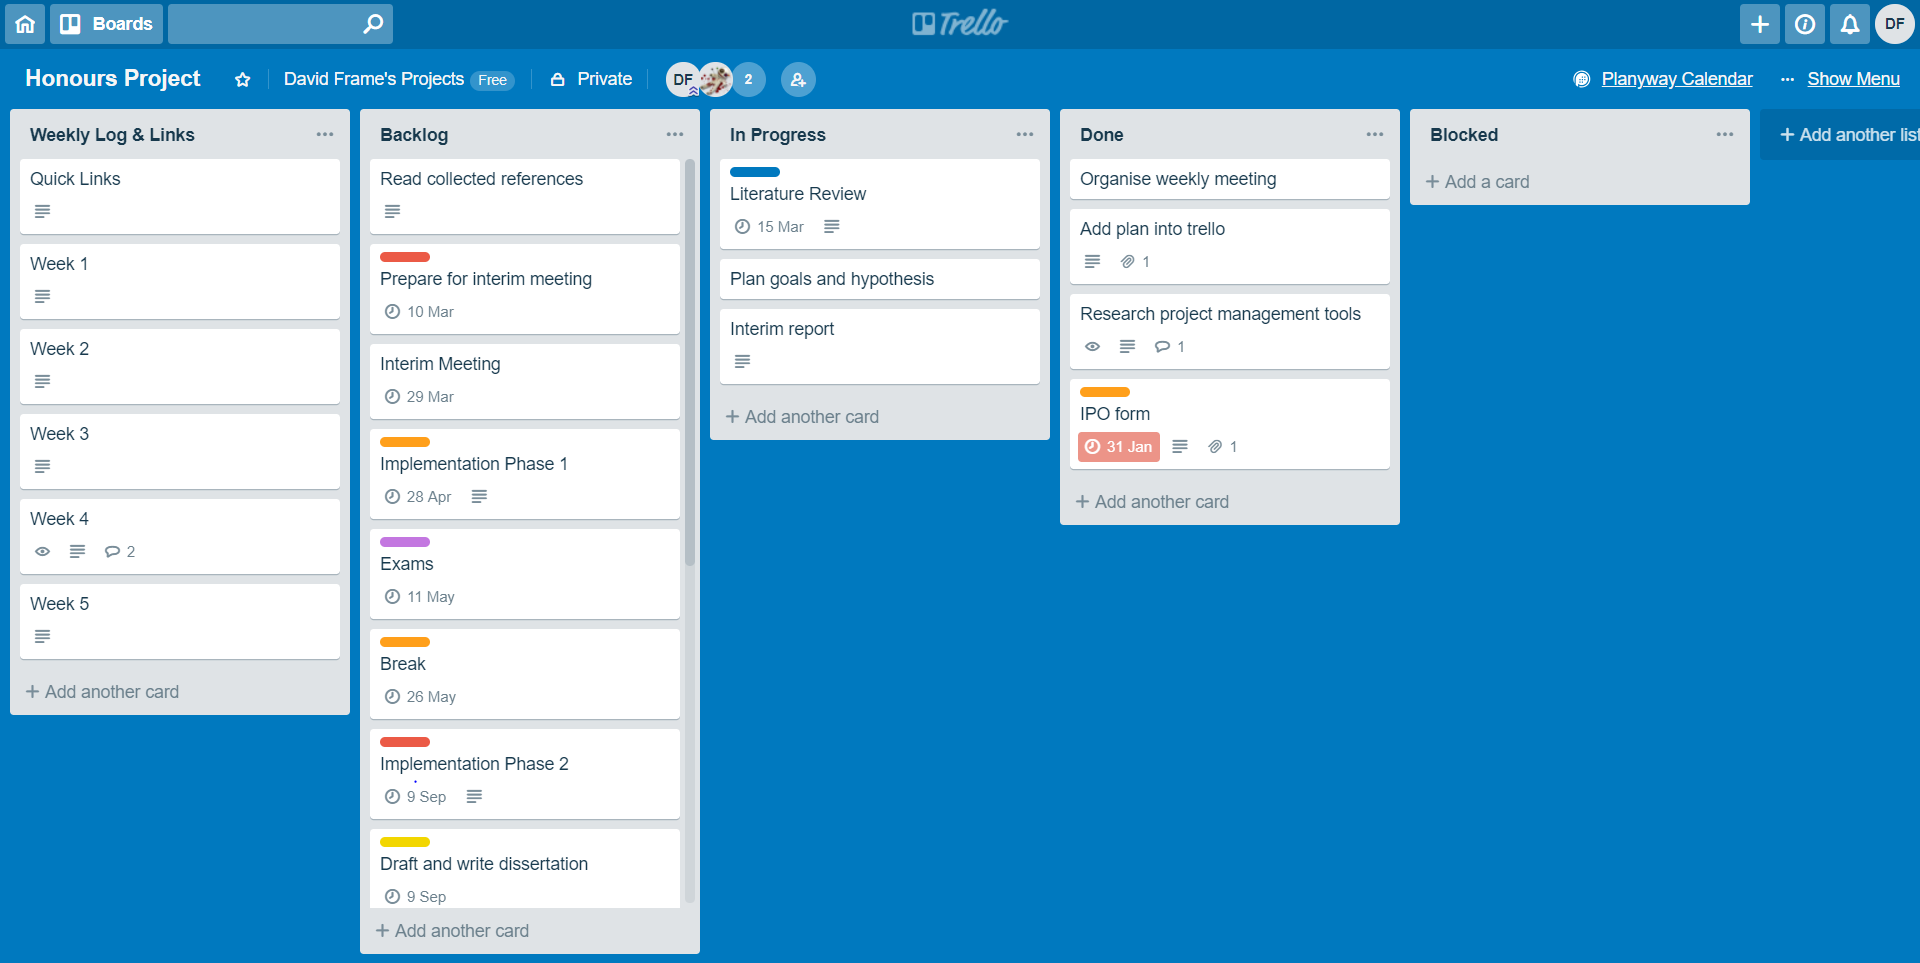 Boards
Trello
DF
Honours Project
David Frame's Projects Free
Private
DF
2
Planyway Calendar
... Show Menu
Weekly Log & Links
Quick Links
Week 1
Week 2
Week 3
Week 4
2
Week 5
+ Add another card
Backlog
Read collected references
Prepare for interim meeting
10 Mar
Interim Meeting
29 Mar
Implementation Phase 1
28 Apr
Exams
11 May
Break
26 May
Implementation Phase 2
9 Sep
Draft and write dissertation
9 Sep
+ Add another card
In Progress
Literature Review
15 Mar
Plan goals and hypothesis
Interim report
+ Add another card
Done
Organise weekly meeting
Add plan into trello
1
Research project management tools
1
IPO form
31 Jan
1
+ Add another card
Blocked
+ Add a card
+ Add another list